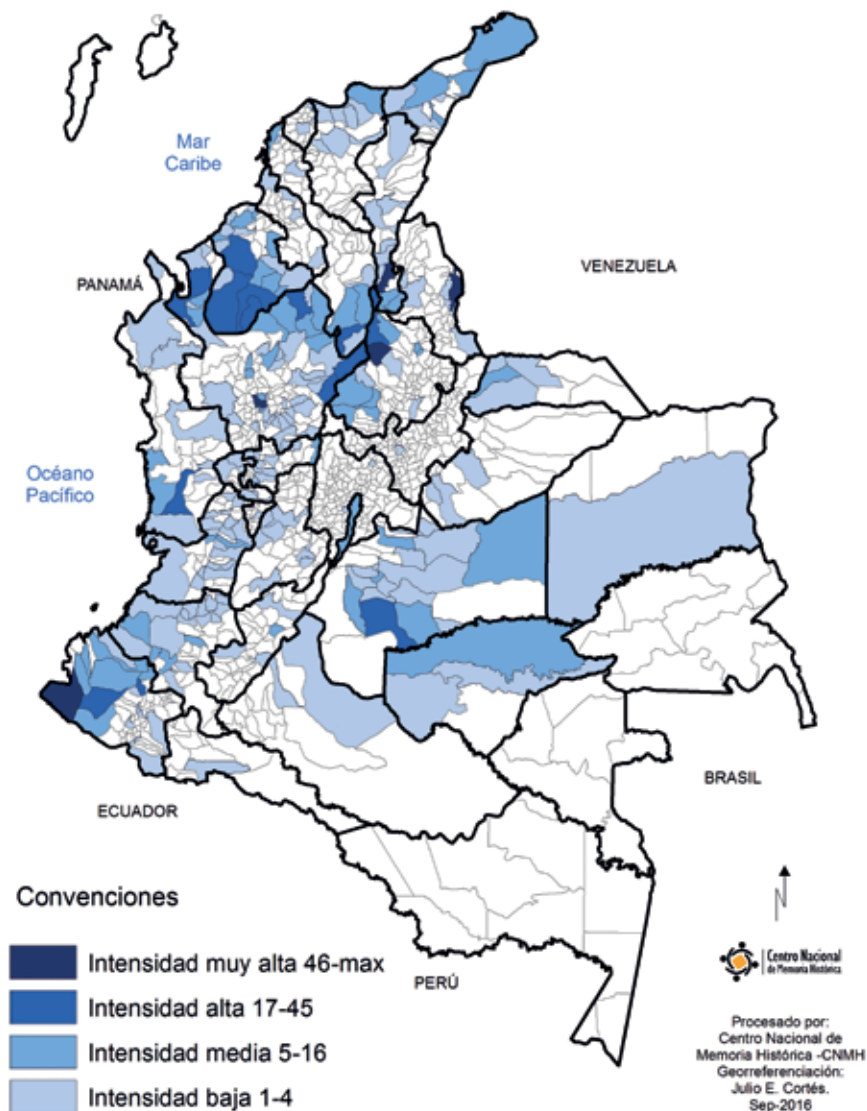 Mar
Caribe
PANAMÁ
VENEZUELA
Océano
Pacífico
ECUADOR
BRASIL
PERÚ
Convenciones
Intensidad muy alta 46-max
Intensidad alta 17-45
Intensidad media 5-16
Intensidad baja 1-4
N
Centro Nacional
de Memoria Histórica
Procesado por:
Centro Nacional de
Memoria Histórica -CNMH
Georreferenciación:
Julio E. Cortés.
Sep-2016